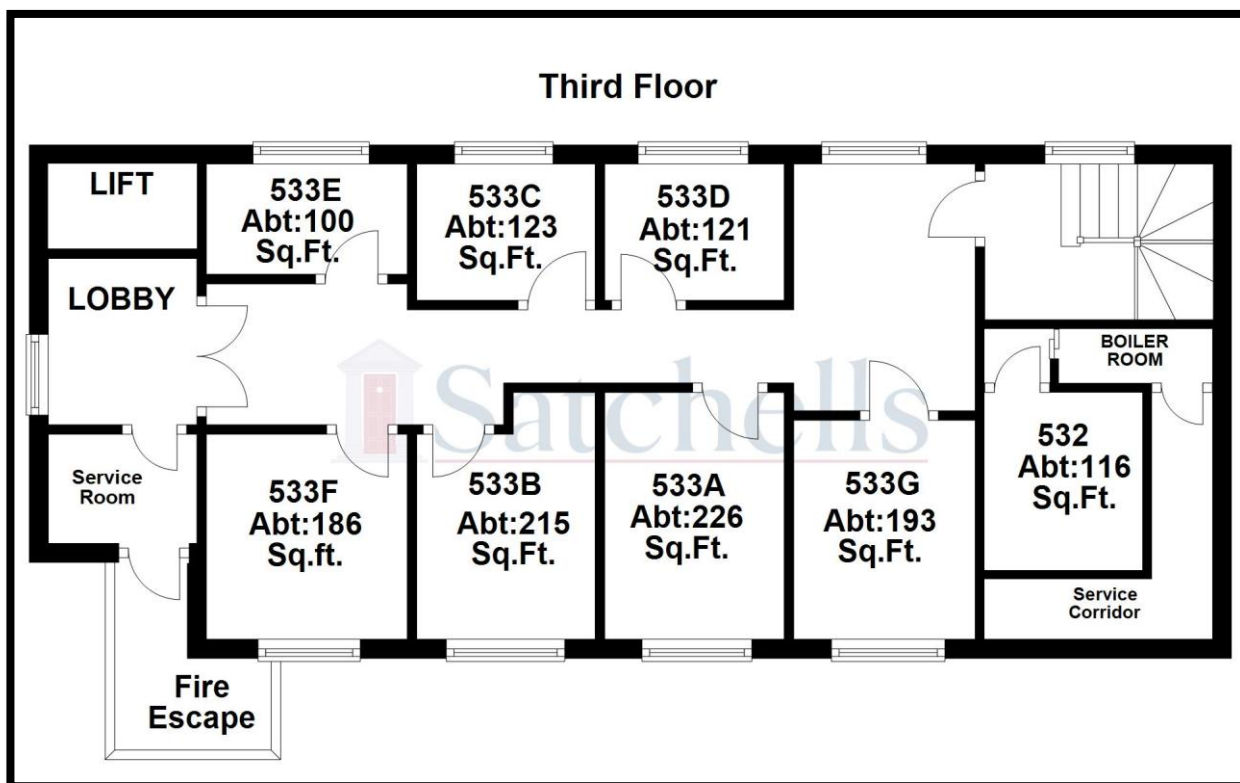 Third Floor
LIFT
533E
Abt:100
Sq.Ft.
533C
Abt:123
Sq.Ft.
533D
Abt:121
Sq.Ft.
LOBBY
BOILER
ROOM
Satchells
Service
Room
533F
Abt:186
Sq.ft.
533B
Abt:215
Sq.Ft.
533A
Abt:226
Sq.Ft.
533G
Abt:193
Sq.Ft.
532
Abt:116
Sq.Ft.
Service
Corridor
Fire
Escape